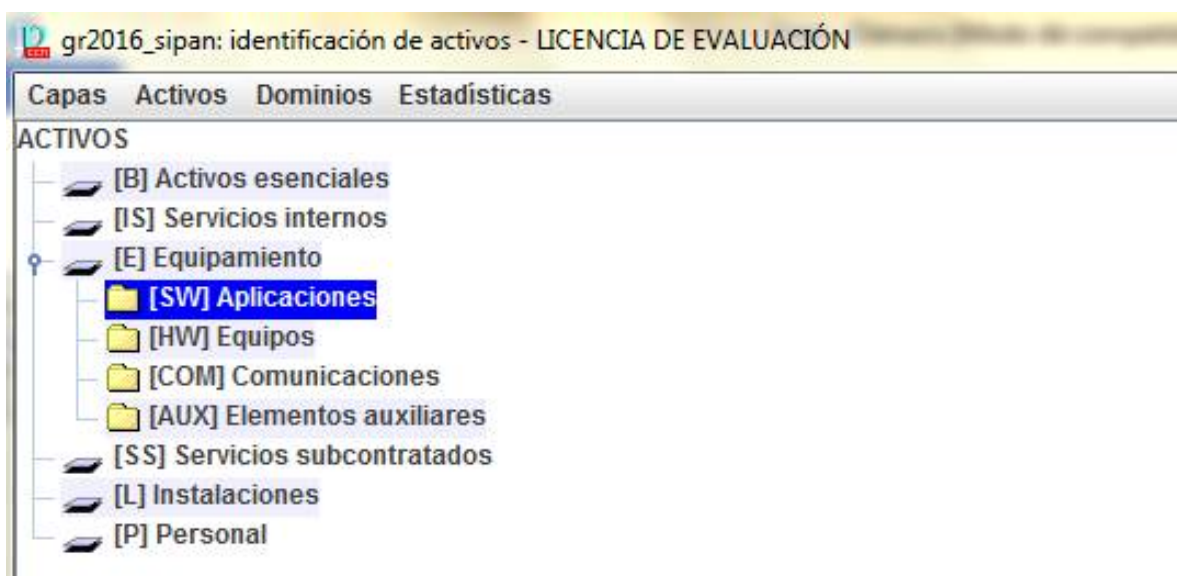 gr2016_sipan: identificación de activos - LICENCIA DE EVALUACIÓN
Capas Activos Dominios Estadísticas
ACTIVOS
[B] Activos esenciales
[IS] Servicios internos
[E] Equipamiento
[SW] Aplicaciones
[HW] Equipos
[COM] Comunicaciones
[AUX] Elementos auxiliares
[SS] Servicios subcontratados
[L] Instalaciones
[P] Personal